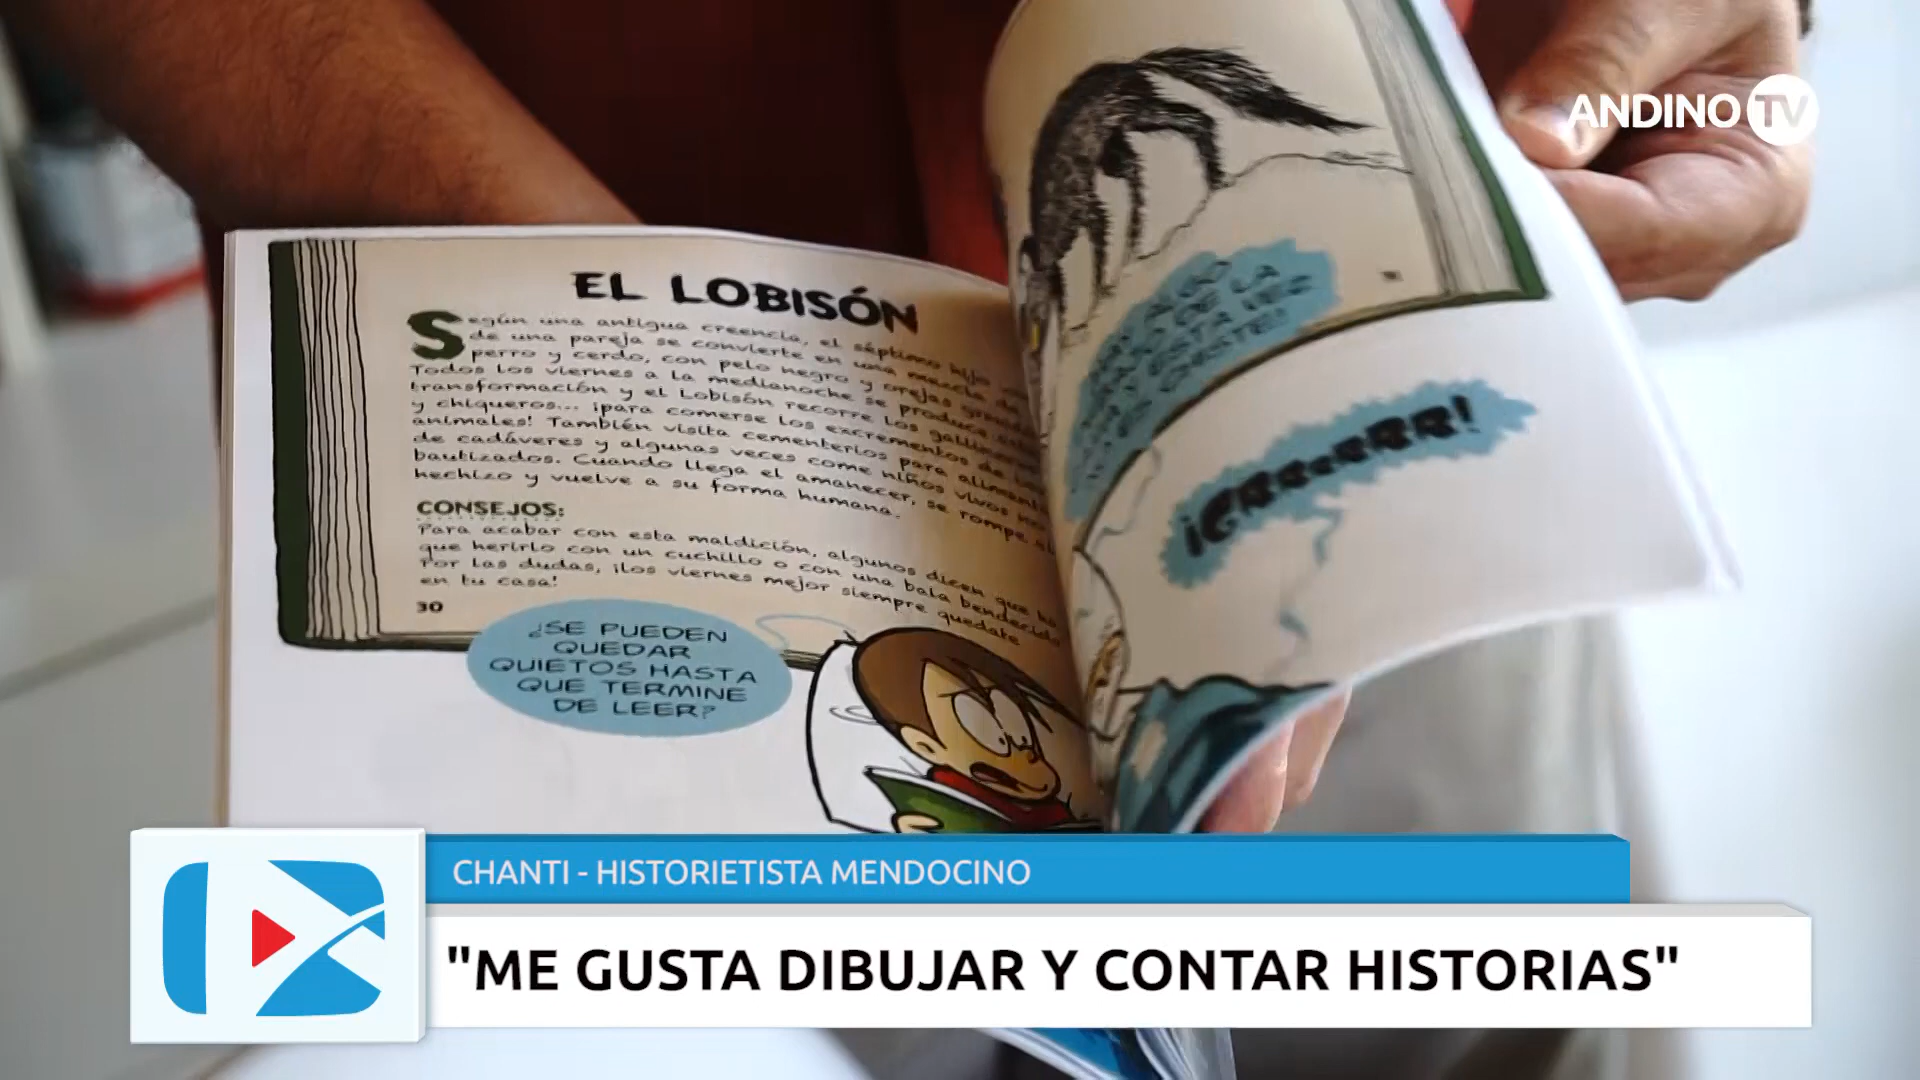 ANDINO TV
EL LOBISÓN
Según una antigua creencia, el séptimo hijo
de una pareja se convierte en una mezcla de
perro y cerdo, con pelo negro y orejas
Todos los viernes a la medianoche se produce
transformación y el Lobisón recorre los
y chiqueros... ¡para comerse los excrementos de
animales! También visita cementerios para
de cadáveres y algunas veces come niños vivos
bautizados. Cuando llega el amanecer, se rompe
hechizo y vuelve a su forma humana.
CONSEJOS:
Para acabar con esta maldición, algunos dicen que
que herirlo con un cuchillo o con una bala bendecida
Por las dudas, ¡los viernes mejor siempre quedate
en tu casa!
30
¿SE PUEDEN
QUEDAR
QUIETOS HASTA
QUE TERMINE
DE LEER?
ALGO
DE LA
ESTA VEZ
CHANTI - HISTORIETISTA MENDOCINO
"ME GUSTA DIBUJAR Y CONTAR HISTORIAS"